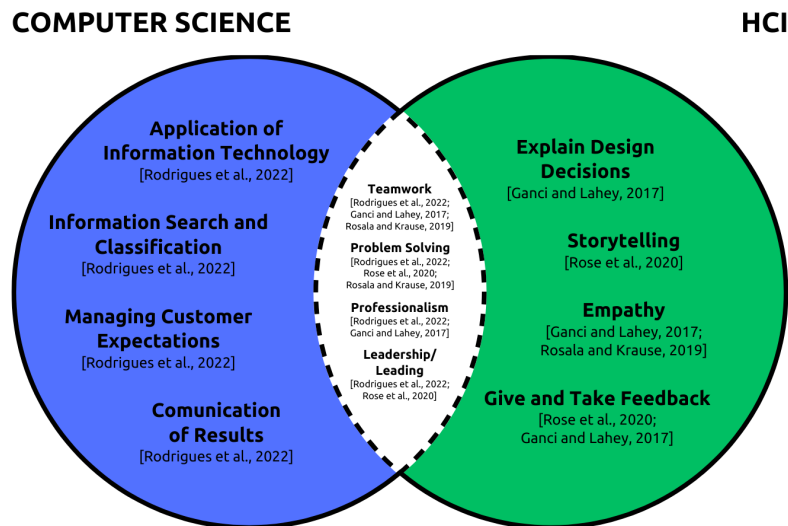 COMPUTER SCIENCE
HCI
Application of
Information Technology
[Rodrigues et al., 2022]
Information Search and
Classification
[Rodrigues et al., 2022]
Managing Customer
Expectations
[Rodrigues et al., 2022]
Comunication
of Results
[Rodrigues et al., 2022]
Teamwork
[Rodrigues et al., 2022;
Ganci and Lahey, 2017;
Rosala and Krause, 2019]
Problem Solving
[Rodrigues et al., 2022;
Rose et al., 2020;
Rosala and Krause, 2019]
Professionalism
[Rodrigues et al., 2022;
Ganci and Lahey, 2017]
Leadership/
Leading
[Rodrigues et al., 2022;
Rose et al., 2020]
Explain Design
Decisions
[Ganci and Lahey, 2017]
Storytelling
[Rose et al., 2020]
Empathy
[Ganci and Lahey, 2017;
Rosala and Krause, 2019]
Give and Take Feedback
[Rose et al., 2020;
Ganci and Lahey, 2017]